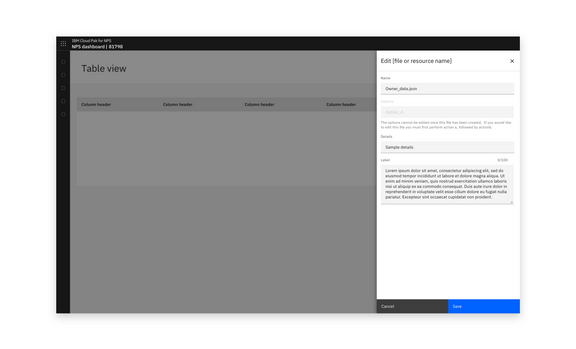 IBM Cloud Pak for NPS
NPS dashboard | 81798
Table view
Column header Column header Column header Column header
Edit [file or resource name]
Name
Owner_data.json
The options cannot be edited once this file has been created. If you would like
to edit this file you must first perform action x, followed by action z.
Details
Sample details
Label 0/100
Lorem ipsum dolor sit amet, consectetur adipiscing elit, sed do
eiusmod tempor incididunt ut labore et dolore magna aliqua. Ut
enim ad minim veniam, quis nostrud exercitation ullamco laboris
nisi ut aliquip ex ea commodo consequat. Duis aute irure dolor in
reprehenderit in voluptate velit esse cillum dolore eu fugiat nulla
pariatur. Excepteur sint occaecat cupidatat non proident.
Cancel
Save